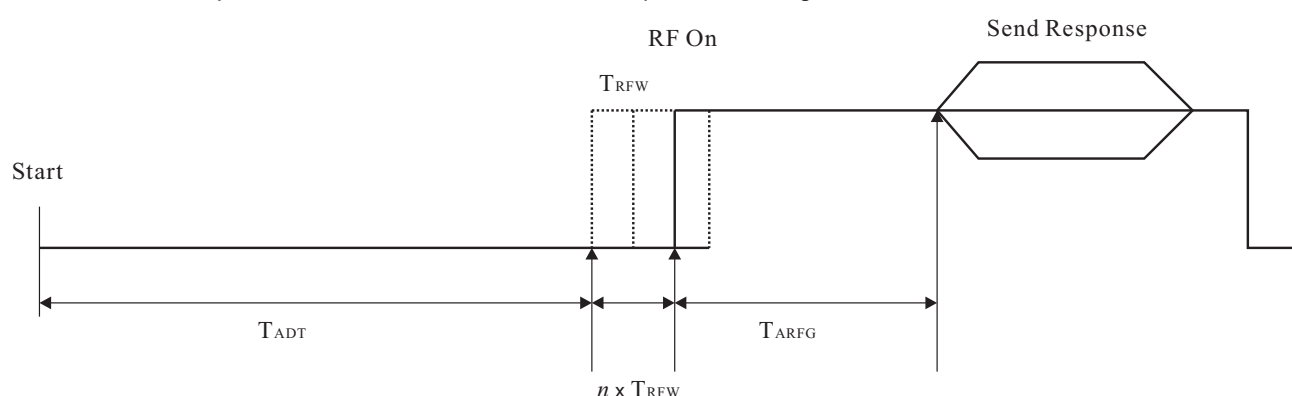 RF On
Send Response
TRFW
Start
TADT
TARFG
n x TRFW